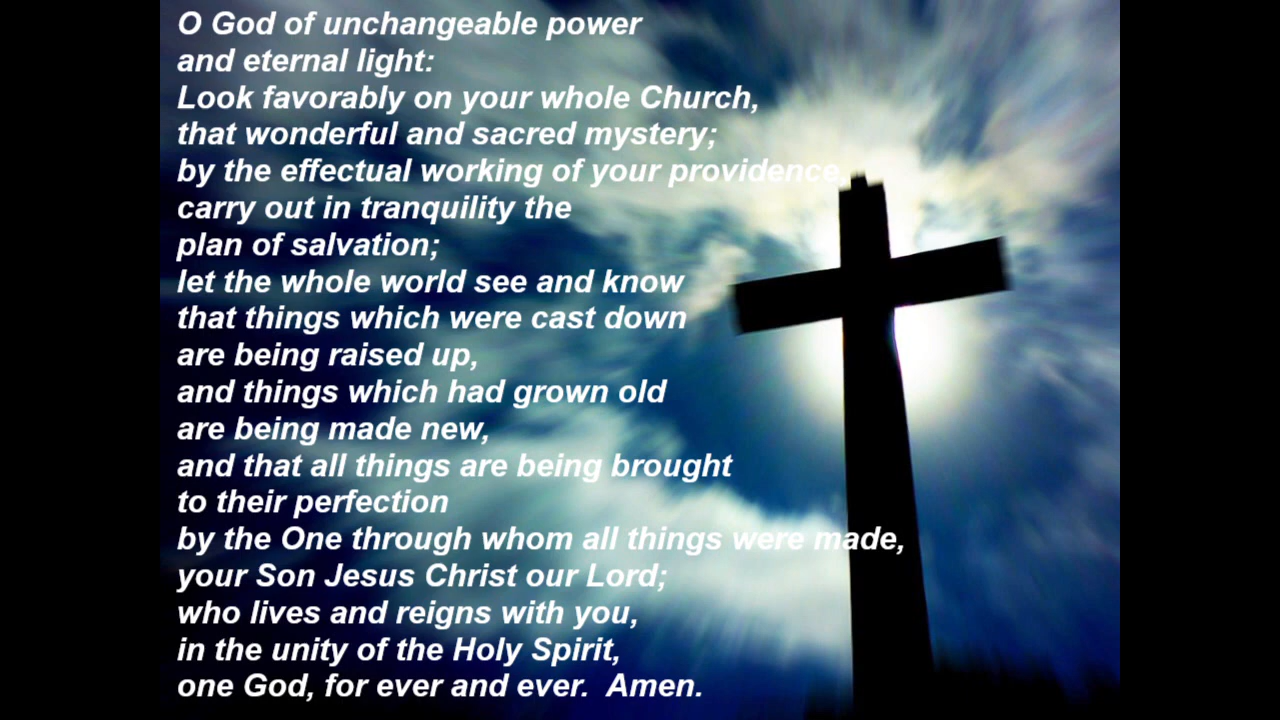 O God of unchangeable power
and eternal light:
Look favorably on your whole Church,
that wonderful and sacred mystery;
by the effectual working of your providence,
carry out in tranquility the
plan of salvation;
let the whole world see and know
that things which were cast down
are being raised up,
and things which had grown old
are being made new,
and that all things are being brought
to their perfection
by the One through whom all things were made,
your Son Jesus Christ our Lord;
who lives and reigns with you,
in the unity of the Holy Spirit,
one God, for ever and ever.  Amen.